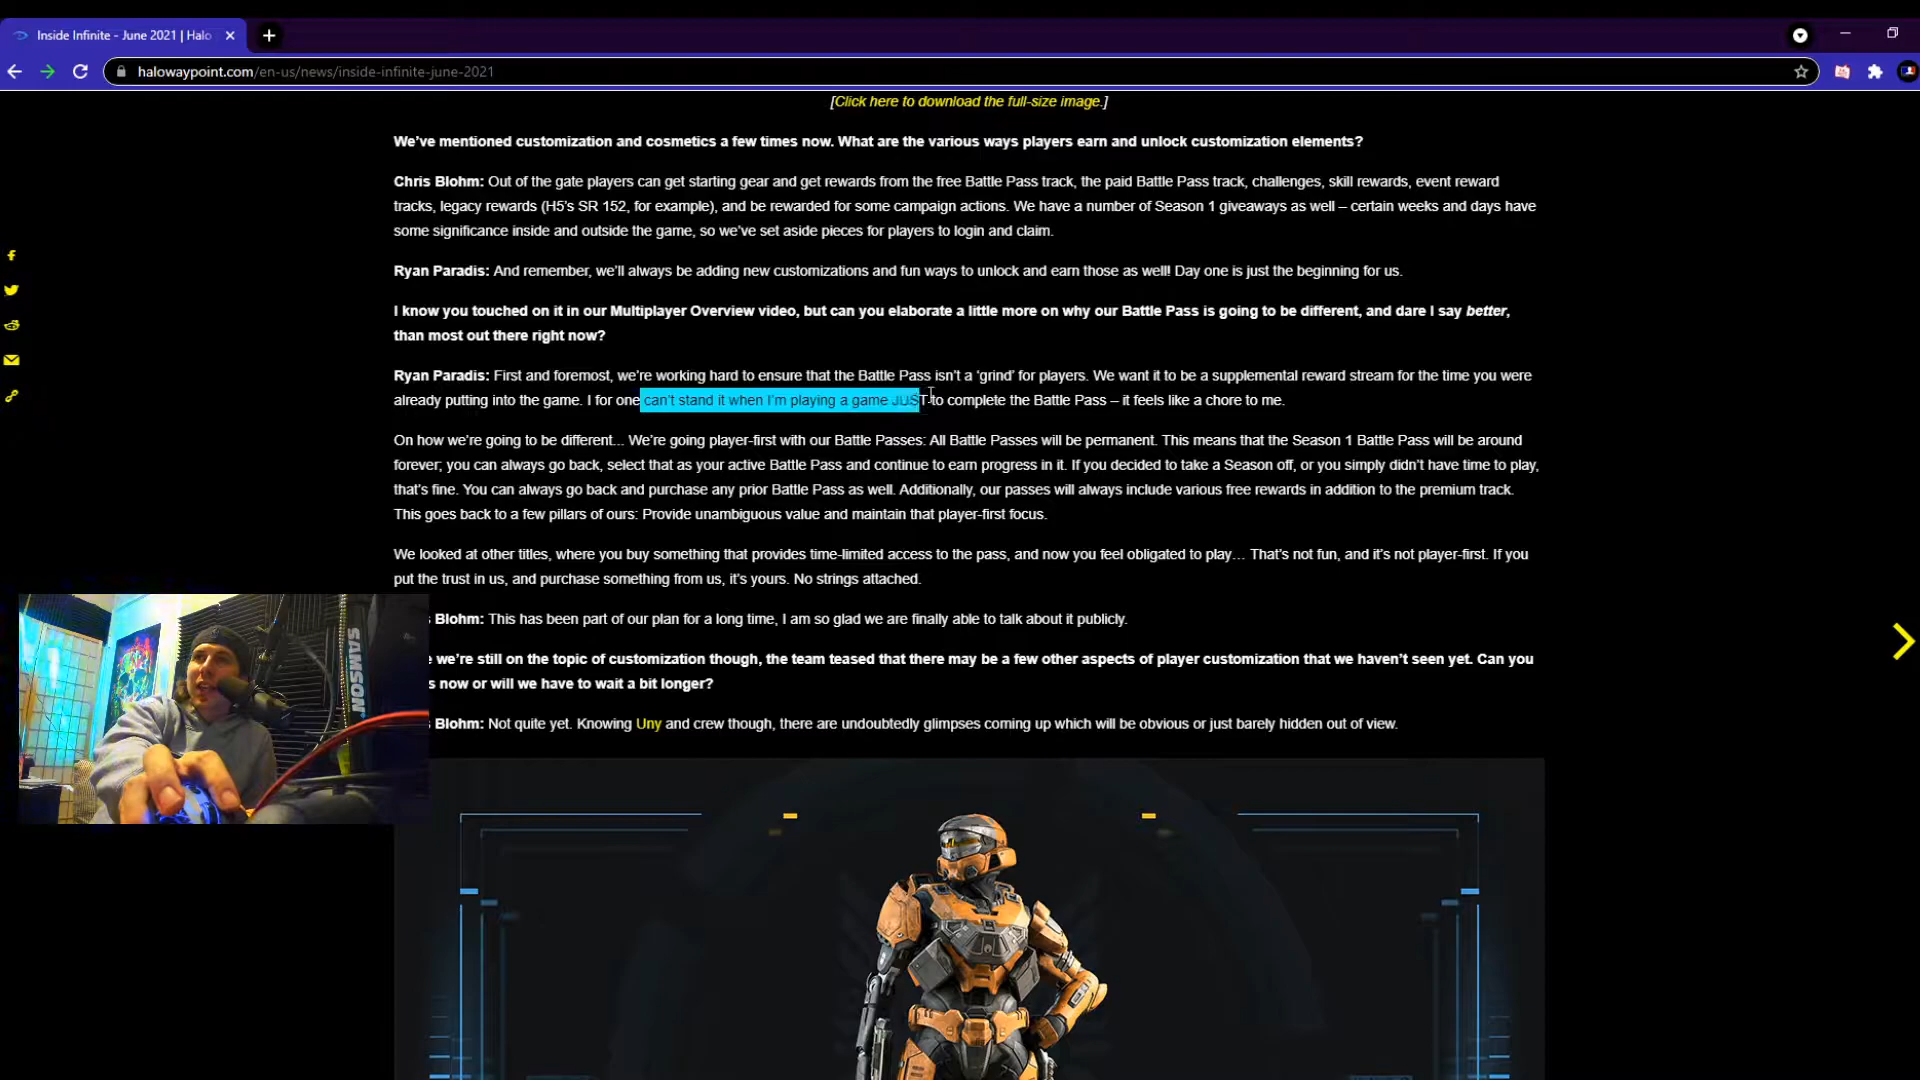 Inside Infinite - June 2021 | Halo
halowaypoint.com/en-us/news/inside-infinite-june-2021
[Click here to download the full-size image.]
We've mentioned customization and cosmetics a few times now. What are the various ways players earn and unlock customization elements?
Chris Blohm: Out of the gate players can get starting gear and get rewards from the free Battle Pass track, the paid Battle Pass track, challenges, skill rewards, event reward
tracks, legacy rewards (H5's SR 152, for example), and be rewarded for some campaign actions. We have a number of Season 1 giveaways as well – certain weeks and days have
some significance inside and outside the game, so we've set aside pieces for players to login and claim.
Ryan Paradis: And remember, we'll always be adding new customizations and fun ways to unlock and earn those as well! Day one is just the beginning for us.
I know you touched on it in our Multiplayer Overview video, but can you elaborate a little more on why our Battle Pass is going to be different, and dare I say better,
than most out there right now?
Ryan Paradis: First and foremost, we're working hard to ensure that the Battle Pass isn't a 'grind' for players. We want it to be a supplemental reward stream for the time you were
already putting into the game. I for one can't stand it when I'm playing a game JUST to complete the Battle Pass – it feels like a chore to me.
On how we're going to be different... We're going player-first with our Battle Passes: All Battle Passes will be permanent. This means that the Season 1 Battle Pass will be around
forever; you can always go back, select that as your active Battle Pass and continue to earn progress in it. If you decided to take a Season off, or you simply didn't have time to play,
that's fine. You can always go back and purchase any prior Battle Pass as well. Additionally, our passes will always include various free rewards in addition to the premium track.
This goes back to a few pillars of ours: Provide unambiguous value and maintain that player-first focus.
We looked at other titles, where you buy something that provides time-limited access to the pass, and now you feel obligated to play… That's not fun, and it's not player-first. If you
put the trust in us, and purchase something from us, it's yours. No strings attached.
s Blohm: This has been part of our plan for a long time, I am so glad we are finally able to talk about it publicly.
e we're still on the topic of customization though, the team teased that there may be a few other aspects of player customization that we haven't seen yet. Can you
s now or will we have to wait a bit longer?
s Blohm: Not quite yet. Knowing Uny and crew though, there are undoubtedly glimpses coming up which will be obvious or just barely hidden out of view.
SAMSON